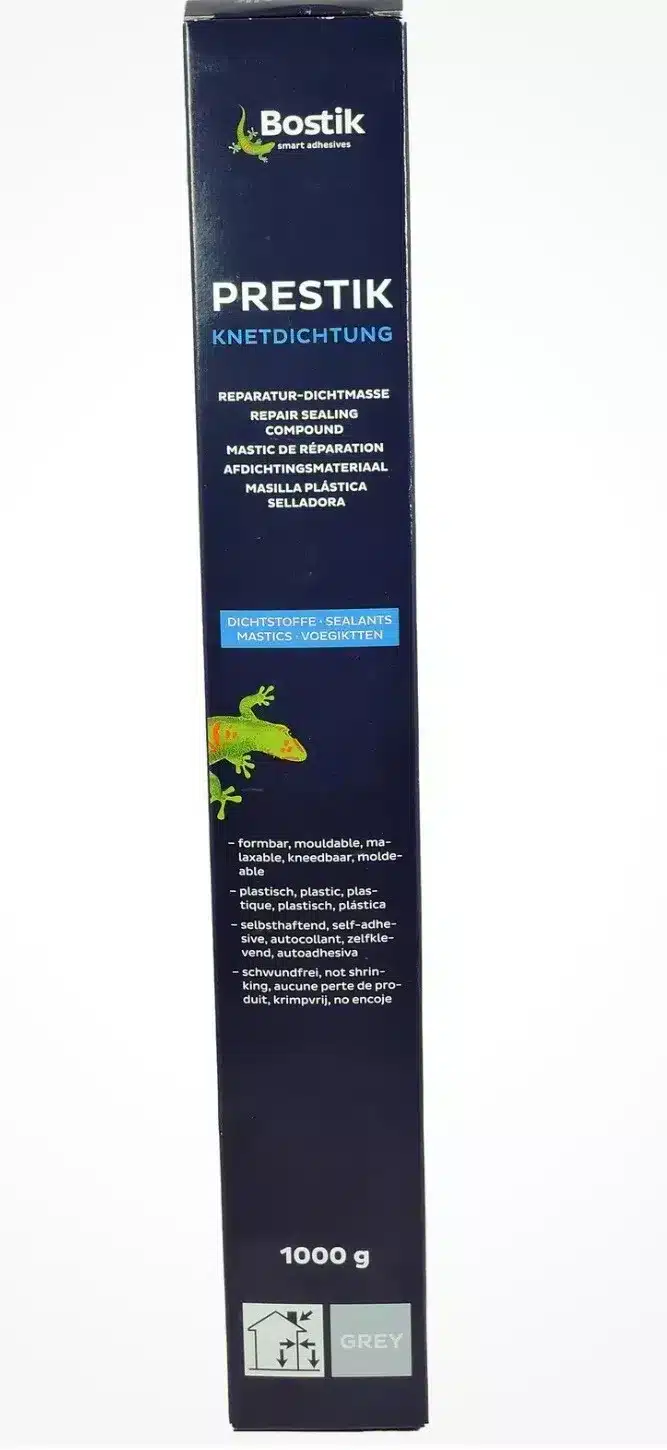 Bostik
smart adhesives
PRESTIK
KNETDICHTUNG
REPARATUR-DICHTMASSE
REPAIR SEALING
COMPOUND
MASTIC DE RÉPARATION
AFDICHTINGSMATERIAAL
MASILLA PLÁSTICA
SELLADORA
DICHTSTOFFE · SEALANTS
MASTICS · VOEGIKTTEN
– formbar, mouldable, ma-
laxable, kneedbaar, molde-
able
– plastisch, plastic, plas-
tique, plastisch, plástica
– selbsthaftend, self-adhe-
sive, autocollant, zelfkle-
vend, autoadhesiva
– schwundfrei, not shrin-
king, aucune perte de pro-
duit, krimpvrij, no encoje
1000 g
GREY